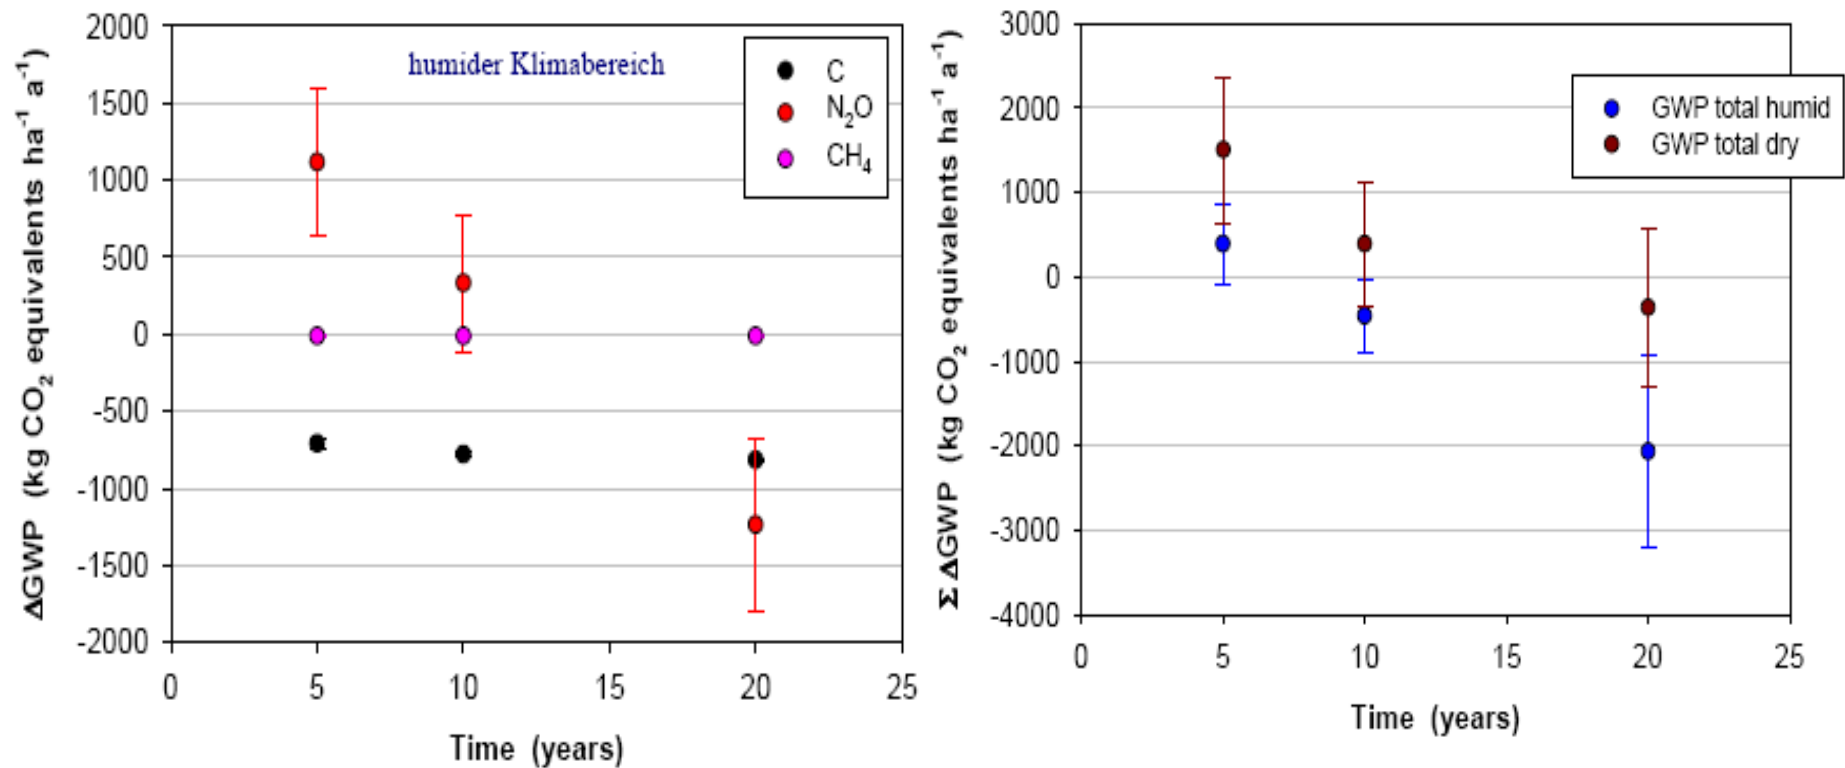 ΔGWP (kg CO₂ equivalents ha⁻¹ a⁻¹)
2000
1500
1000
500
0
-500
-1000
-1500
-2000
humider Klimabereich
C
N₂O
CH₄
0 5 10 15 20 25
Time (years)
Σ ΔGWP (kg CO₂ equivalents ha⁻¹ a⁻¹)
3000
2000
1000
0
-1000
-2000
-3000
-4000
GWP total humid
GWP total dry
0 5 10 15 20 25
Time (years)